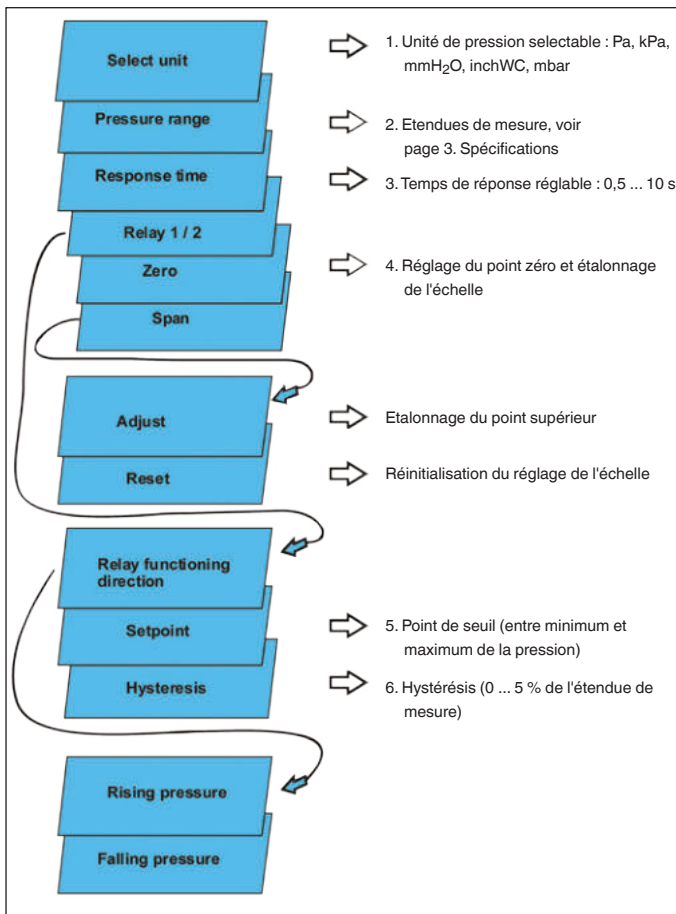 Select unit
1. Unité de pression selectable : Pa, kPa,
mmH2O, inchWC, mbar
Pressure range
2. Etendues de mesure, voir
page 3. Spécifications
Response time
3. Temps de réponse réglable : 0,5 ... 10 s
Relay 1 / 2
Zero
4. Réglage du point zéro et étalonnage
de l'échelle
Span
Adjust
Etalonnage du point supérieur
Reset
Réinitialisation du réglage de l'échelle
Relay functioning
direction
Setpoint
5. Point de seuil (entre minimum et
maximum de la pression)
Hysteresis
6. Hystérésis (0 ... 5 % de l'étendue de
mesure)
Rising pressure
Falling pressure